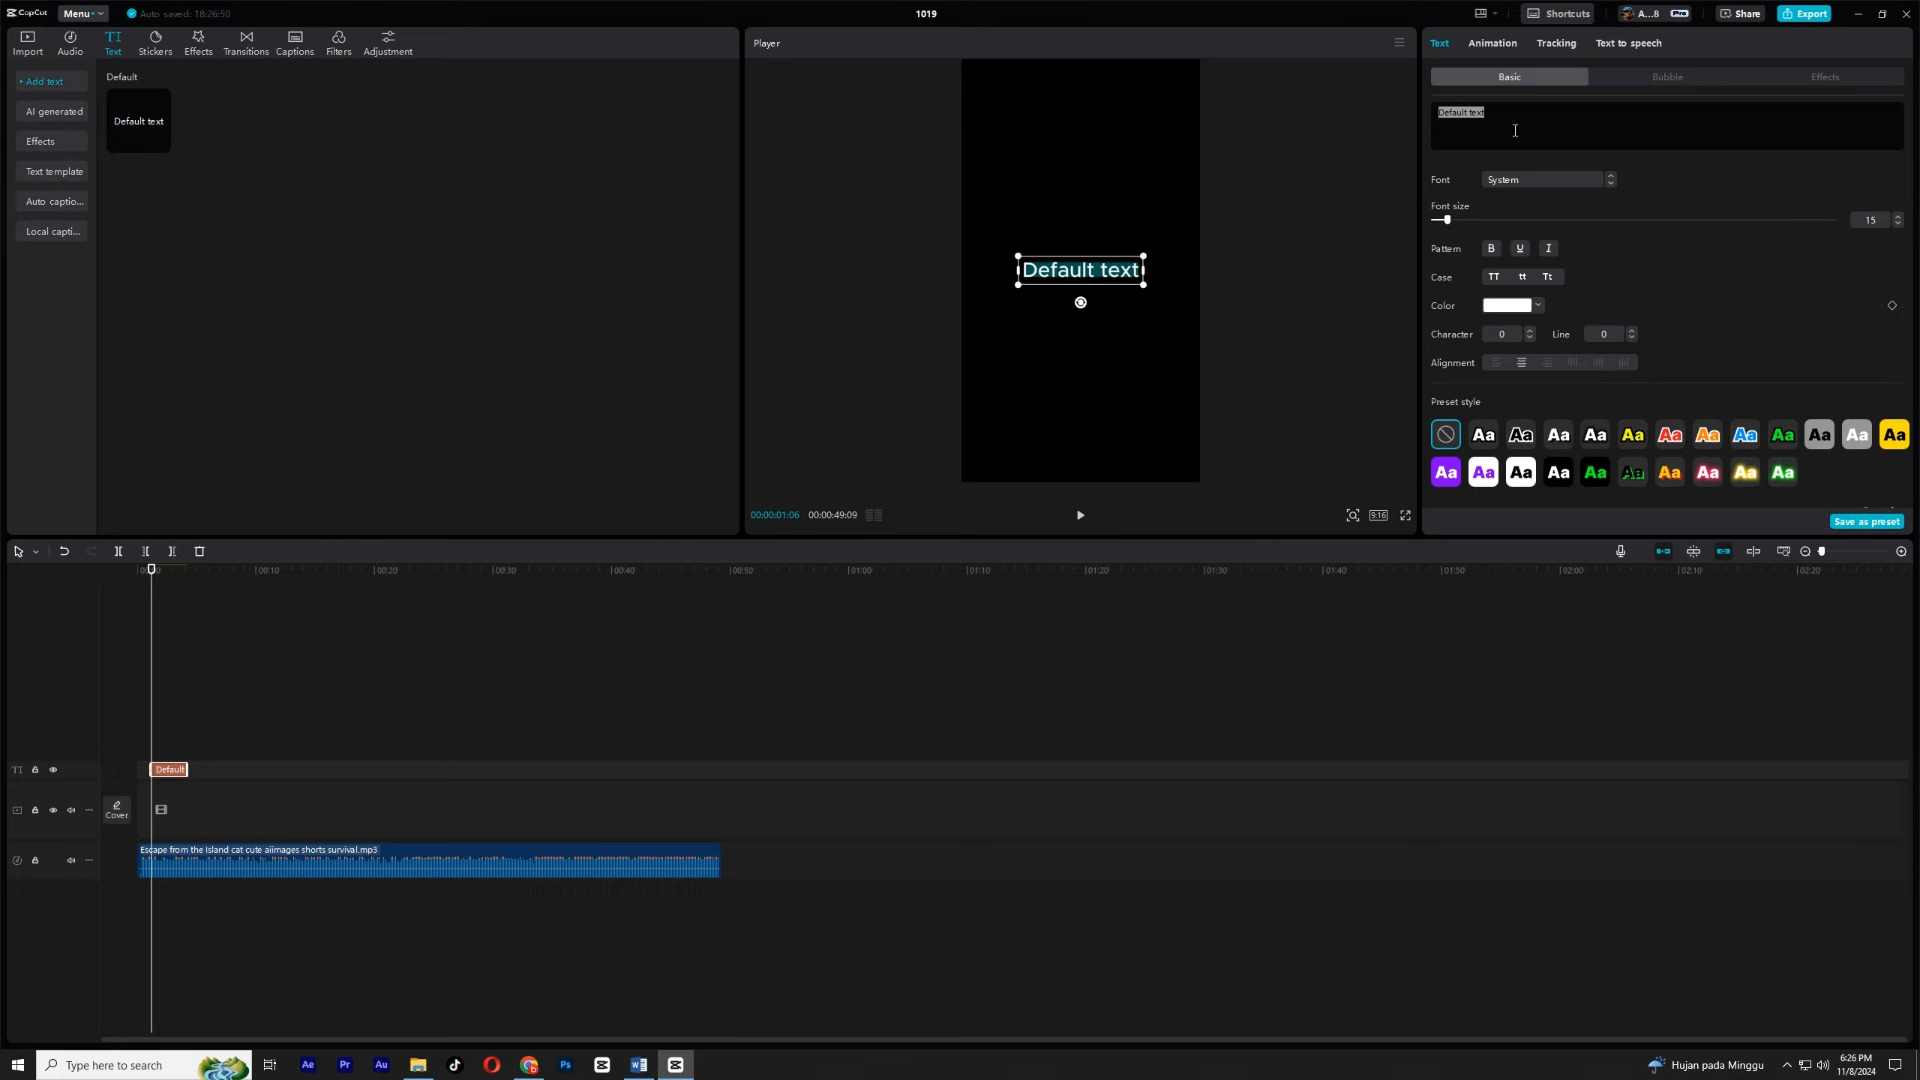 CapCut
Menu
Auto saved: 18:26:50
1019
Shortcuts
A...8
Pro
Share
Export
Import
Audio
TI
Text
Stickers
Effects
Transitions
Captions
Filters
Adjustment
Add text
AI generated
Effects
Text template
Auto captio...
Local capti...
Default
Default text
Player
Default text
00:00:01:06
00:00:49:09
9:16
Text
Animation
Tracking
Text to speech
Basic
Bubble
Effects
Default text
Font
System
Font size
15
Pattern
B
U
I
Case
TT
tt
Tt
Color
Character
0
Line
0
Alignment
Preset style
Aa Aa Aa Aa Aa Aa Aa Aa Aa Aa Aa Aa
Aa Aa Aa Aa Aa Aa Aa Aa Aa Aa
Save as preset
00:10
00:20
00:30
00:40
00:50
01:00
01:10
01:20
01:30
01:40
01:50
02:00
02:10
02:20
TI
Default
Cover
Escape from the Island cat cute aiimages shorts survival.mp3
Type here to search
Ae
Pr
Au
Ps
Hujan pada Minggu
6:26 PM
11/8/2024